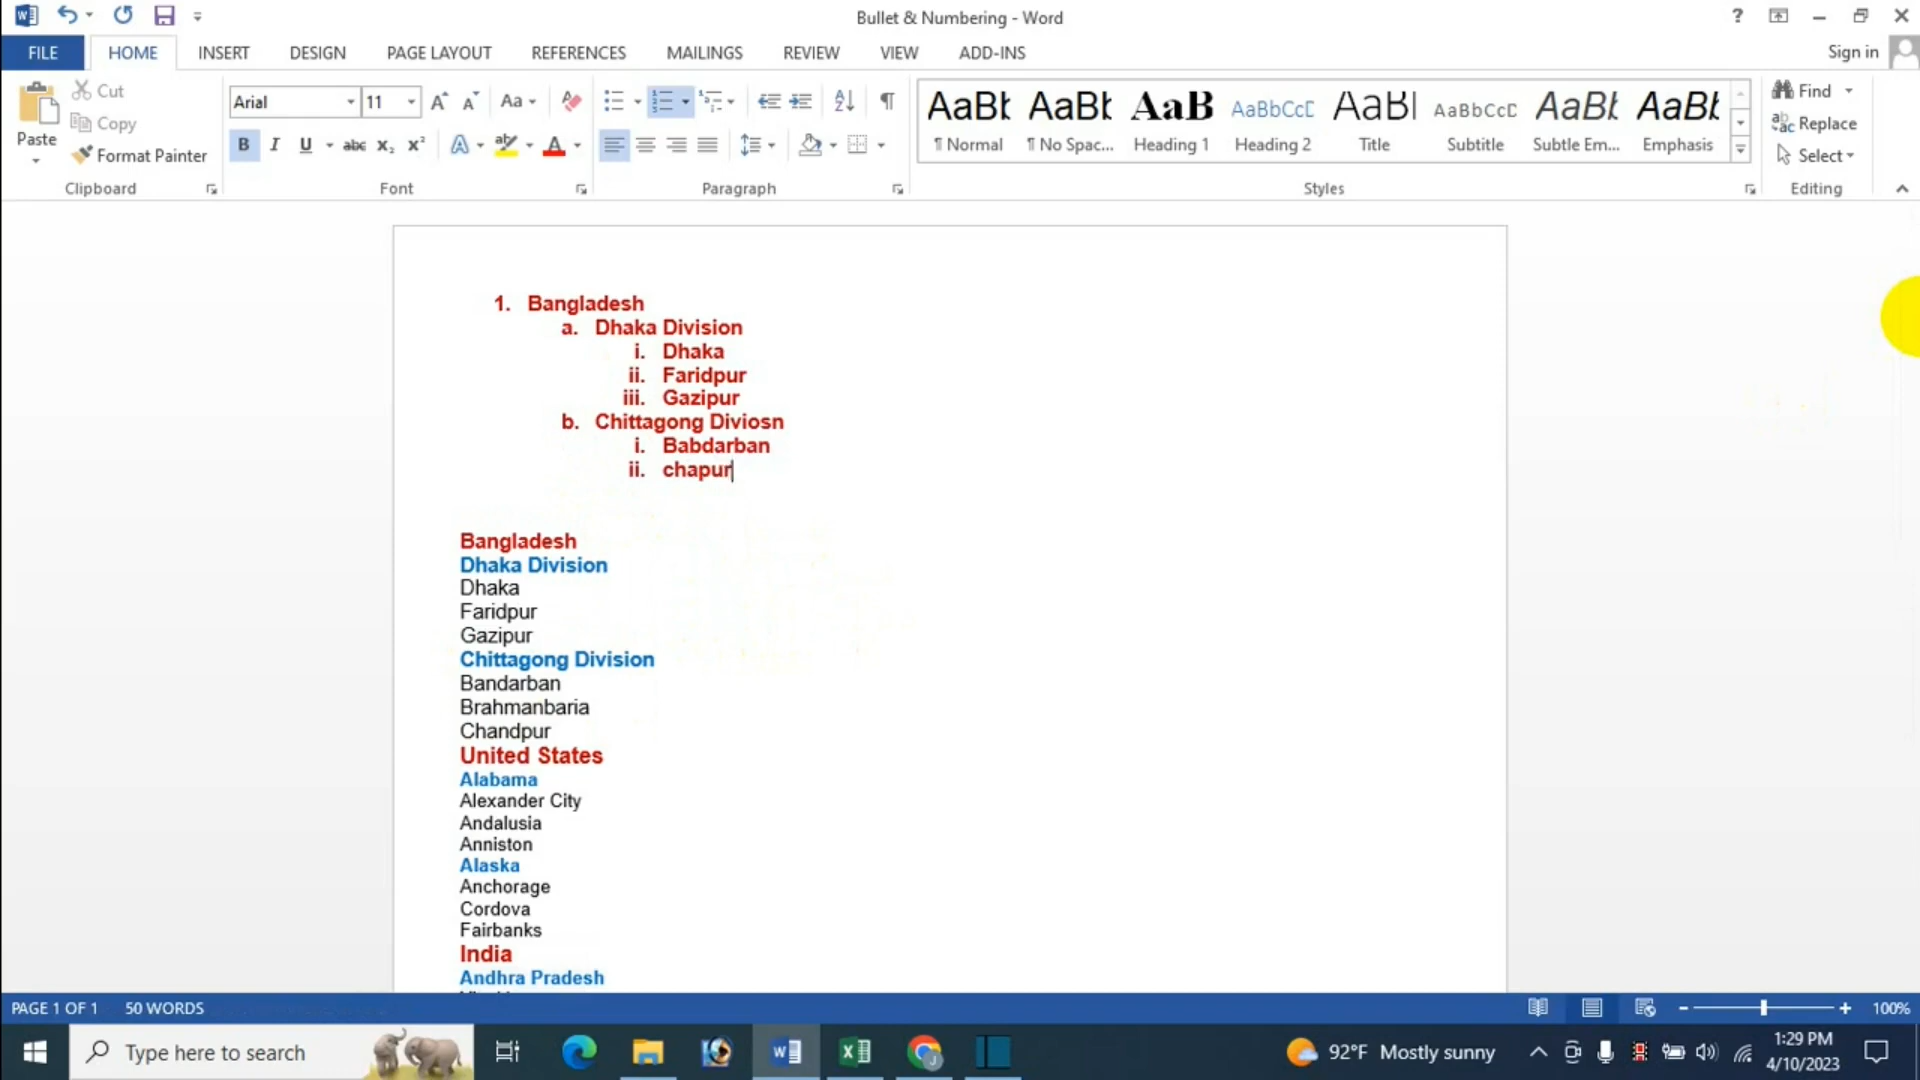 Bullet & Numbering - Word
?
FILE HOME INSERT DESIGN PAGE LAYOUT REFERENCES MAILINGS REVIEW VIEW ADD-INS Sign in
Paste
Cut
Copy
Format Painter
Clipboard
Arial 11
Font
Paragraph
AaBb AaBb AaB AaBbCcD AaBb AaBbCcD AaBb AaBb
¶ Normal ¶ No Spac... Heading 1 Heading 2 Title Subtitle Subtle Em... Emphasis
Styles
Find
Replace
Select
Editing
1. Bangladesh
a. Dhaka Division
i. Dhaka
ii. Faridpur
iii. Gazipur
b. Chittagong Diviosn
i. Babdarban
ii. chapur
Bangladesh
Dhaka Division
Dhaka
Faridpur
Gazipur
Chittagong Division
Bandarban
Brahmanbaria
Chandpur
United States
Alabama
Alexander City
Andalusia
Anniston
Alaska
Anchorage
Cordova
Fairbanks
India
Andhra Pradesh
PAGE 1 OF 1 50 WORDS 100%
Type here to search
92°F Mostly sunny
1:29 PM
4/10/2023